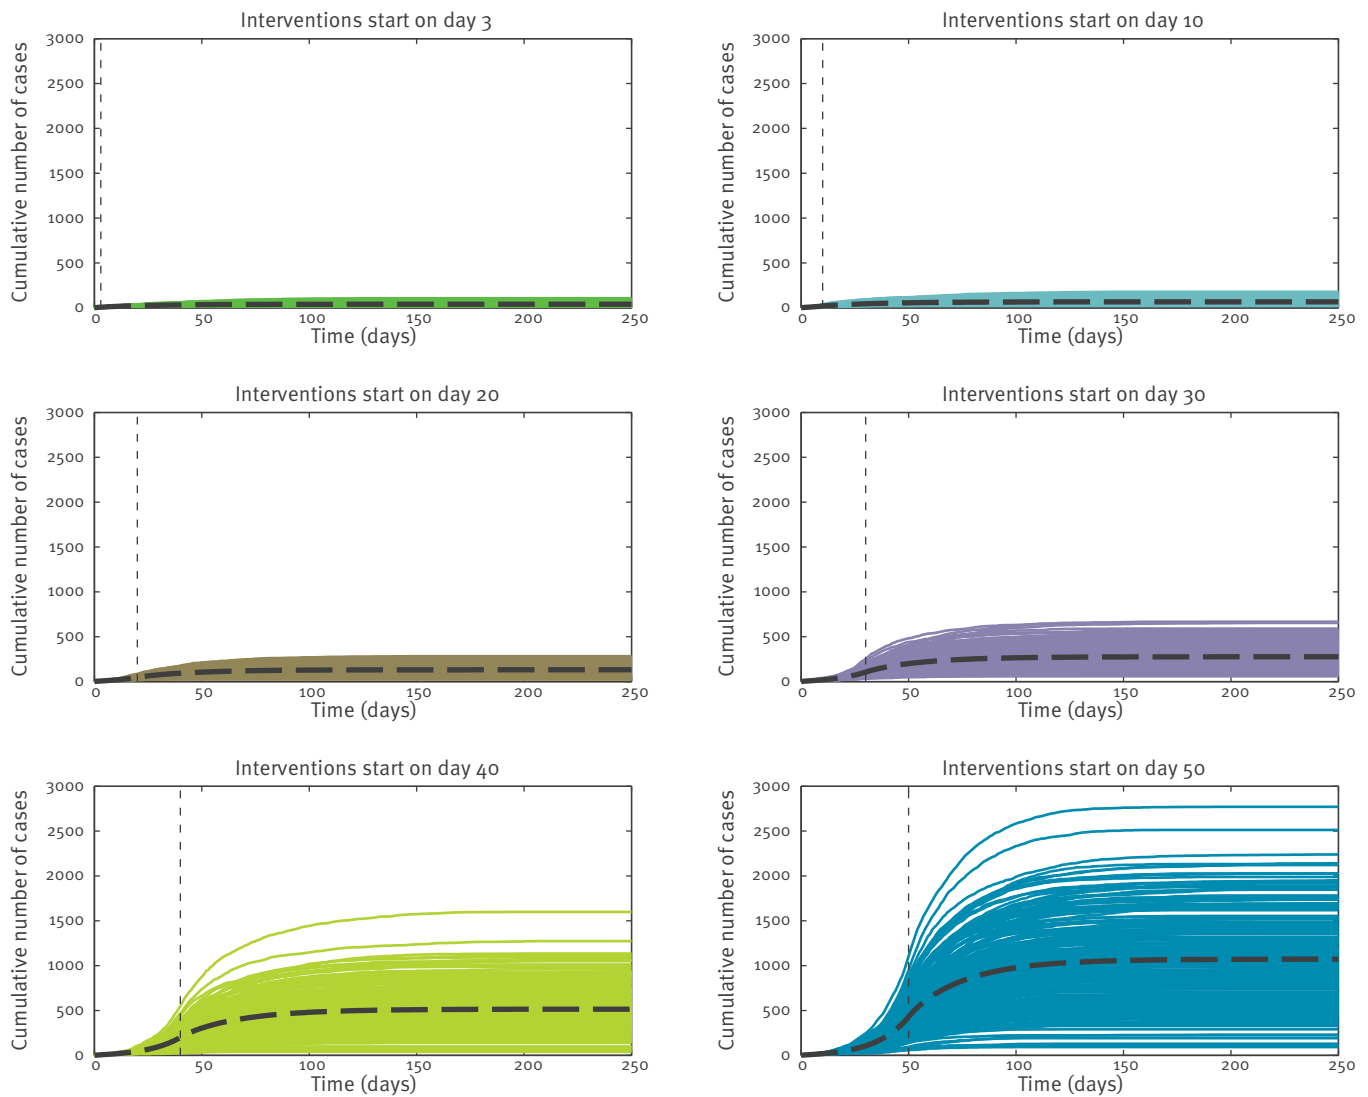 Interventions start on day 3
Cumulative number of cases
3000
2500
2000
1500
1000
500
0
0 50 100 150 200 250
Time (days)
Interventions start on day 10
Cumulative number of cases
3000
2500
2000
1500
1000
500
0
0 50 100 150 200 250
Time (days)
Interventions start on day 20
Cumulative number of cases
3000
2500
2000
1500
1000
500
0
0 50 100 150 200 250
Time (days)
Interventions start on day 30
Cumulative number of cases
3000
2500
2000
1500
1000
500
0
0 50 100 150 200 250
Time (days)
Interventions start on day 40
Cumulative number of cases
3000
2500
2000
1500
1000
500
0
0 50 100 150 200 250
Time (days)
Interventions start on day 50
Cumulative number of cases
3000
2500
2000
1500
1000
500
0
0 50 100 150 200 250
Time (days)